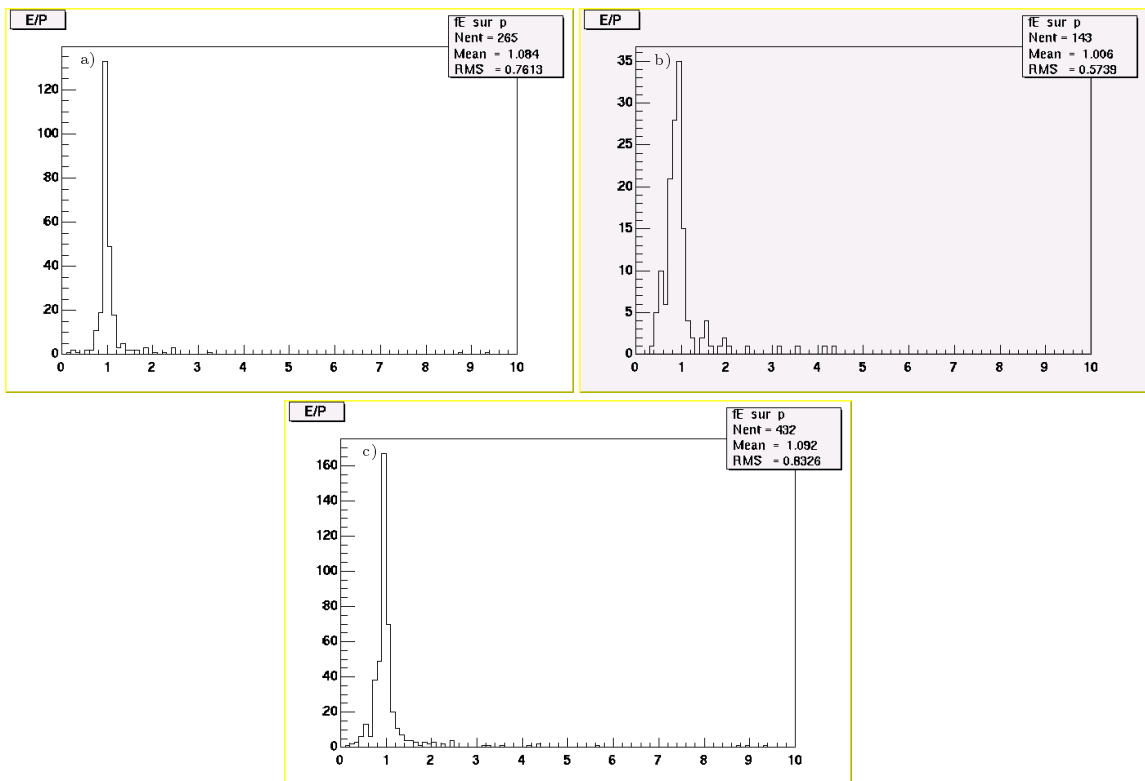 E/P
fE sur p
Nent = 265
Mean = 1.084
RMS = 0.7613
a)
120
100
80
60
40
20
0
0 1 2 3 4 5 6 7 8 9 10
E/P
fE sur p
Nent = 143
Mean = 1.006
RMS = 0.5739
b)
35
30
25
20
15
10
5
0
0 1 2 3 4 5 6 7 8 9 10
E/P
fE sur p
Nent = 432
Mean = 1.092
RMS = 0.8326
c)
160
140
120
100
80
60
40
20
0
0 1 2 3 4 5 6 7 8 9 10